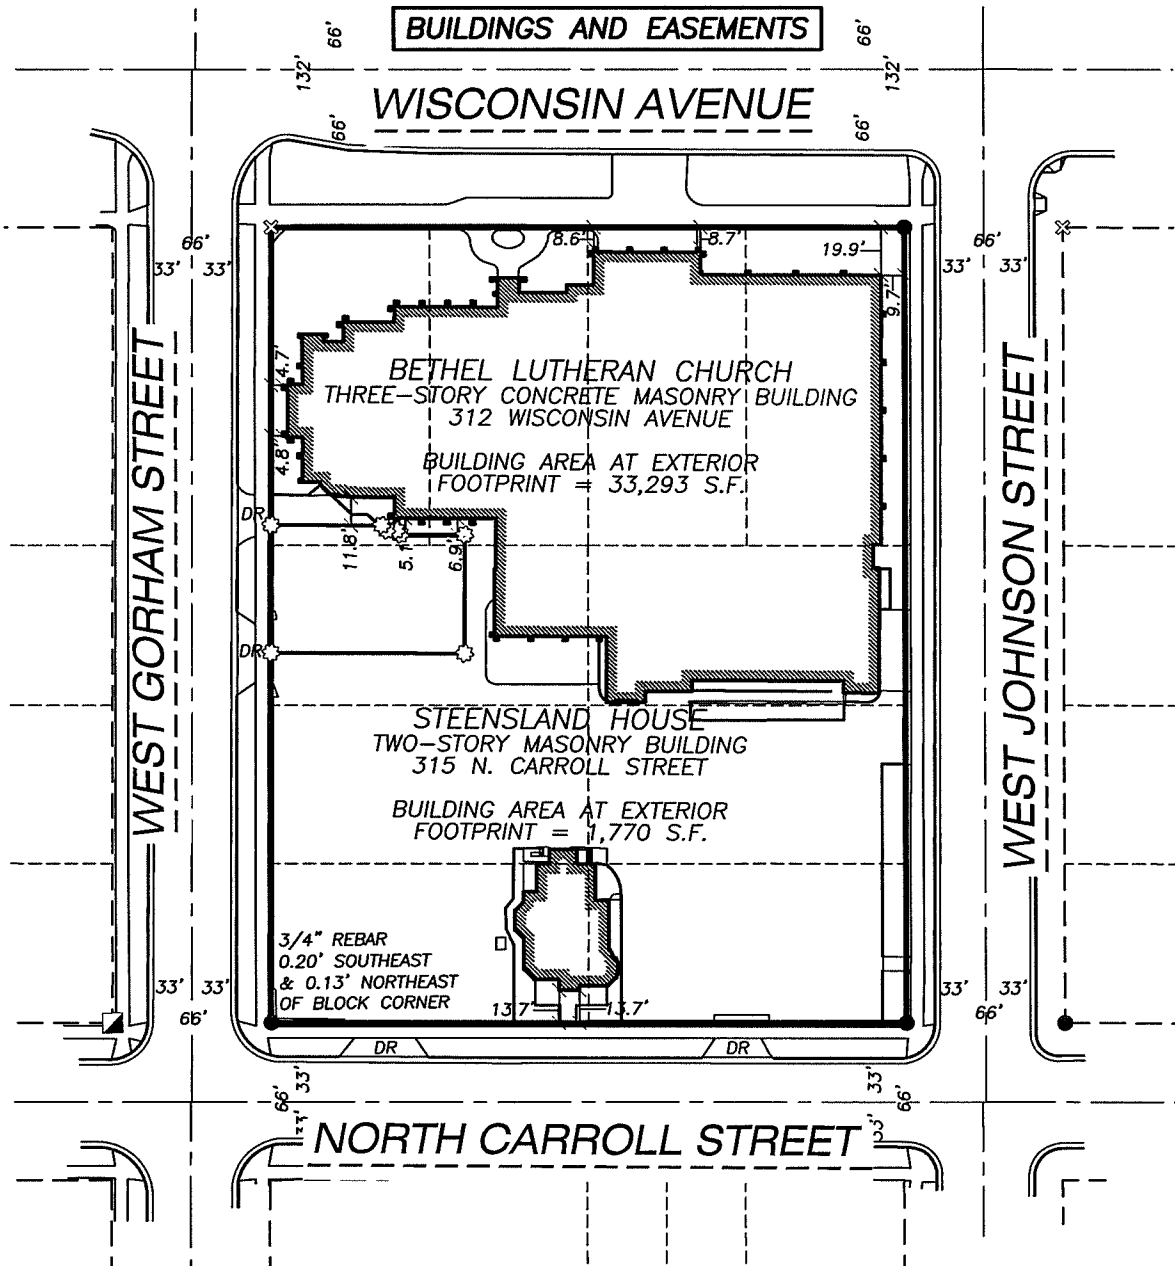 BUILDINGS AND EASEMENTS
66'
66'
132'
132'
WISCONSIN AVENUE
66'
66'
8.6'
8.7'
19.9'
9.7'
66'
33' 33'
66'
33' 33'
WEST GORHAM STREET
WEST JOHNSON STREET
4.7'
4.8'
BETHEL LUTHERAN CHURCH
THREE-STORY CONCRETE MASONRY BUILDING
312 WISCONSIN AVENUE
BUILDING AREA AT EXTERIOR
FOOTPRINT = 33,293 S.F.
DR
11.8'
5.1'
6.9'
DR
STEENSLAND HOUSE
TWO-STORY MASONRY BUILDING
315 N. CARROLL STREET
BUILDING AREA AT EXTERIOR
FOOTPRINT = 1,770 S.F.
3/4" REBAR
0.20' SOUTHEAST
& 0.13' NORTHEAST
OF BLOCK CORNER
13.7'
13.7'
33' 33'
66'
33' 33'
66'
DR
DR
33'
66'
33'
66'
NORTH CARROLL STREET